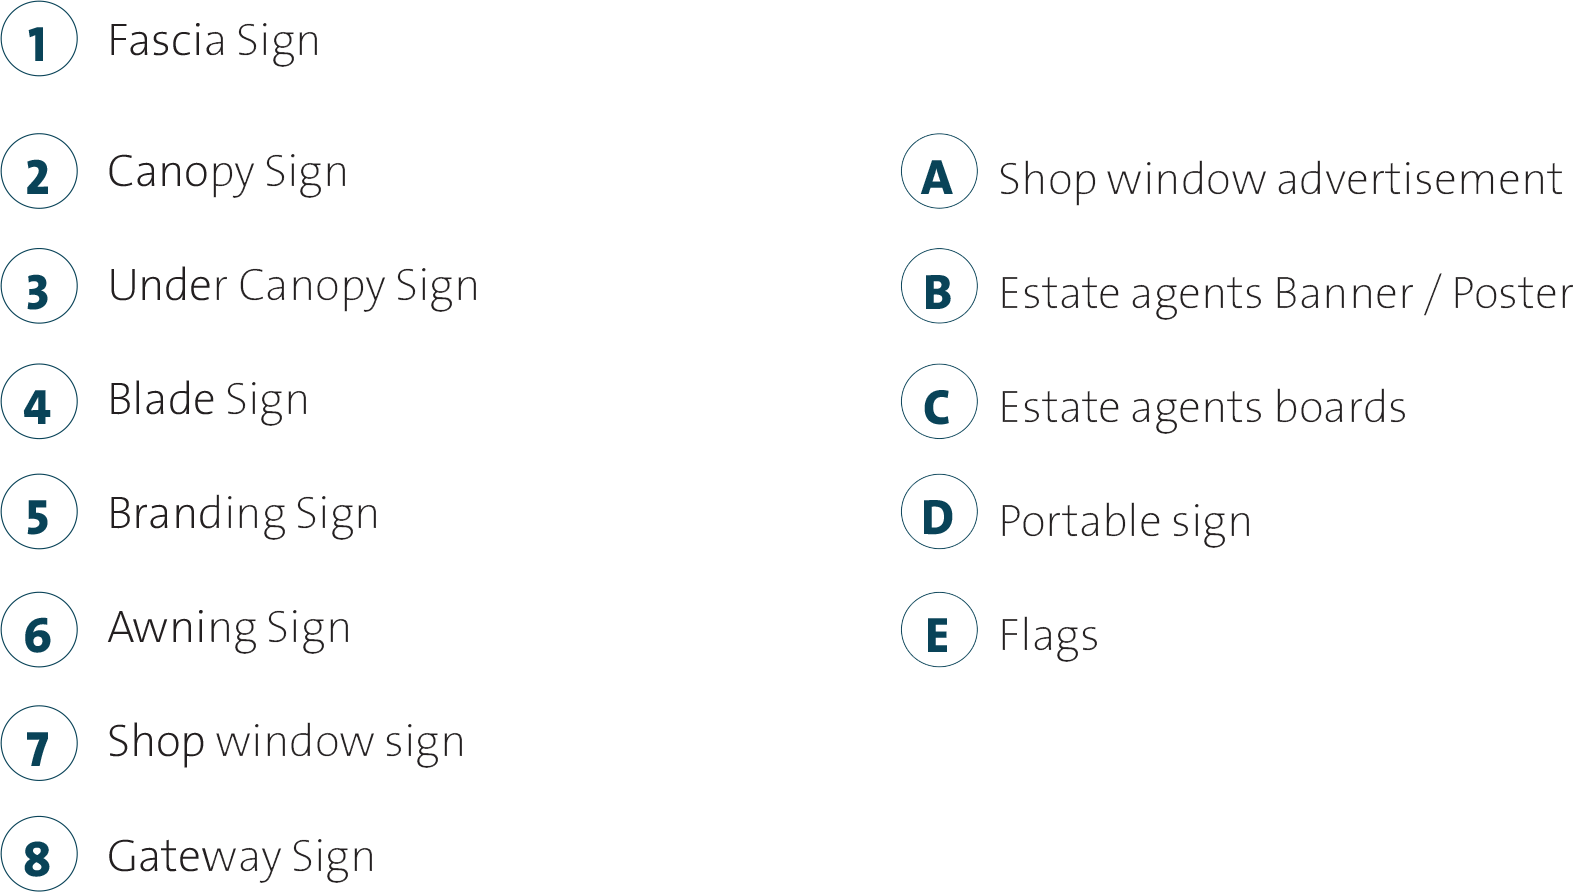 1 Fascia Sign
2 Canopy Sign
3 Under Canopy Sign
4 Blade Sign
5 Branding Sign
6 Awning Sign
7 Shop window sign
8 Gateway Sign
A Shop window advertisement
B Estate agents Banner / Poster
C Estate agents boards
D Portable sign
E Flags